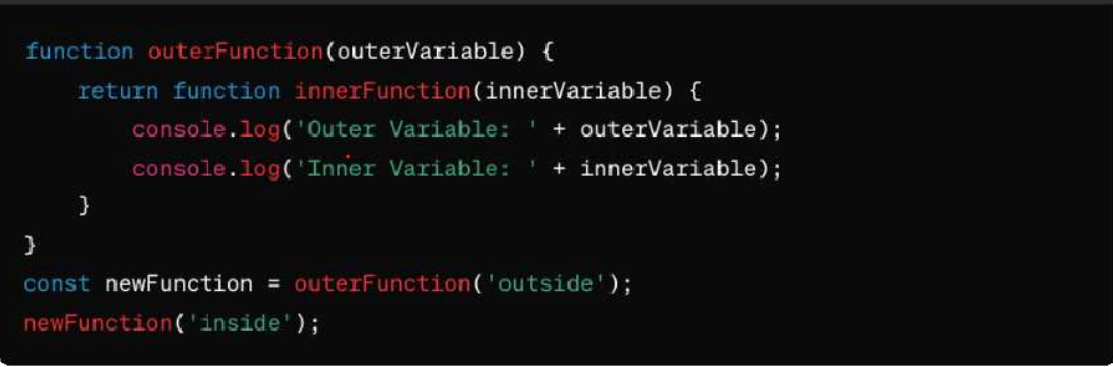 function outerFunction(outerVariable) {
    return function innerFunction(innerVariable) {
        console.log('Outer Variable: ' + outerVariable);
        console.log('Inner Variable: ' + innerVariable);
    }
}
const newFunction = outerFunction('outside');
newFunction('inside');